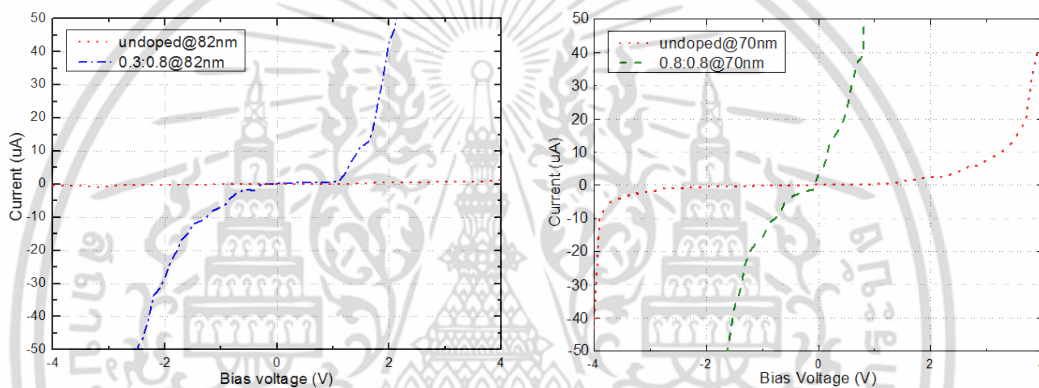 50
40
30
20
10
0
-10
-20
-30
-40
-50
Current (uA)
undoped@82nm
0.3:0.8@82nm
-4 -2 0 2 4
Bias voltage (V)
50
40
30
20
10
0
-10
-20
-30
-40
-50
Current (uA)
undoped@70nm
0.8:0.8@70nm
-4 -2 0 2
Bias Voltage (V)